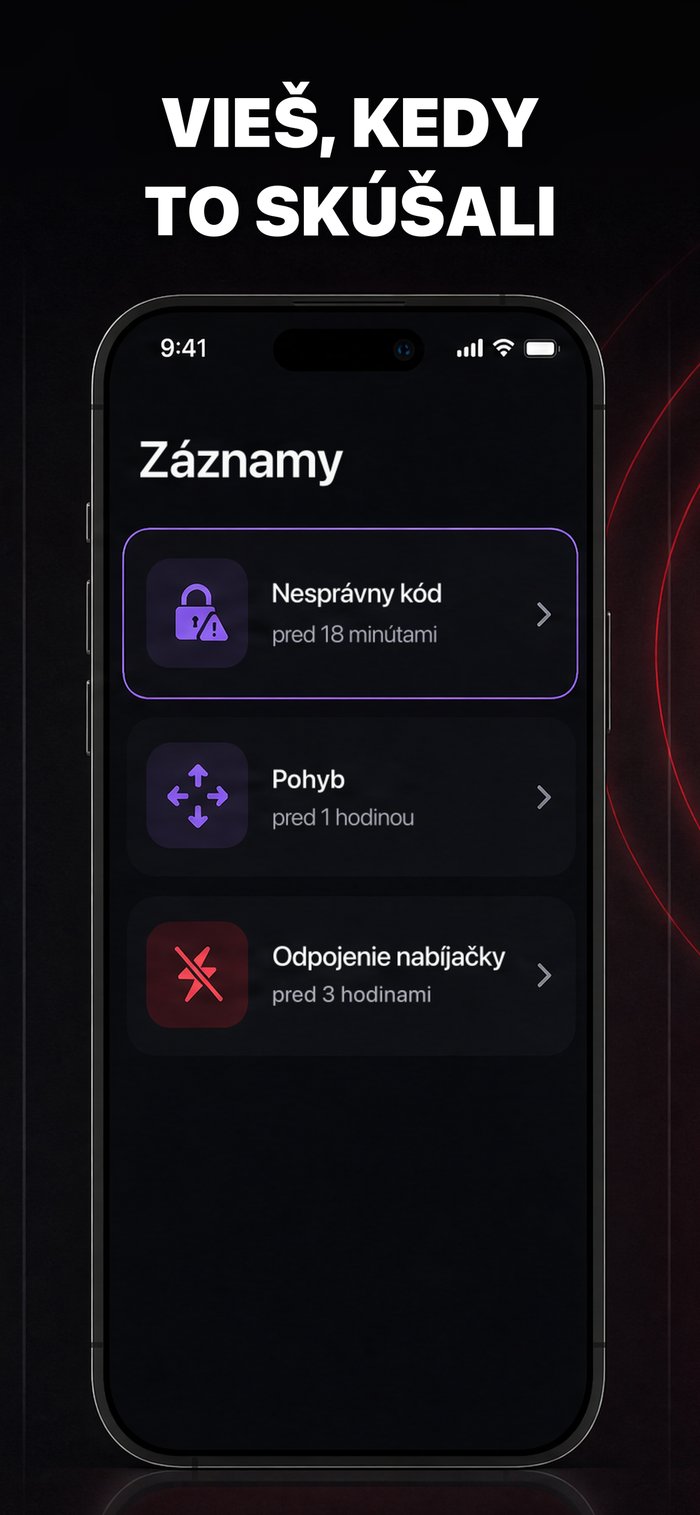 VIEŠ, KEDY
TO SKÚŠALI
9:41
Záznamy
Nesprávny kód
pred 18 minútami
Pohyb
pred 1 hodinou
Odpojenie nabíjačky
pred 3 hodinami